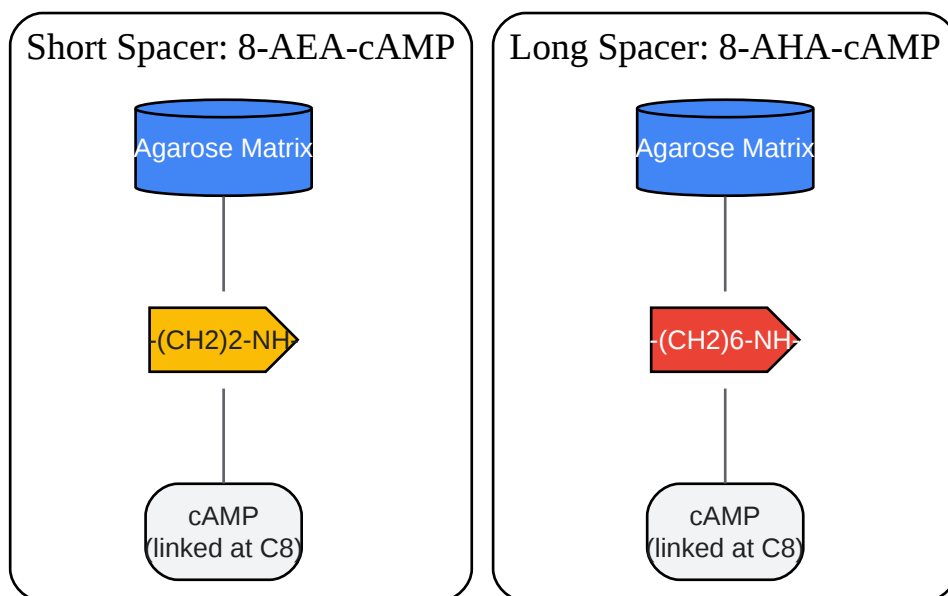 Short Spacer: 8-AEA-cAMP
Agarose Matrix
-(CH2)2-NH-
cAMP
(linked at C8)
Long Spacer: 8-AHA-cAMP
Agarose Matrix
-(CH2)6-NH-
cAMP
(linked at C8)